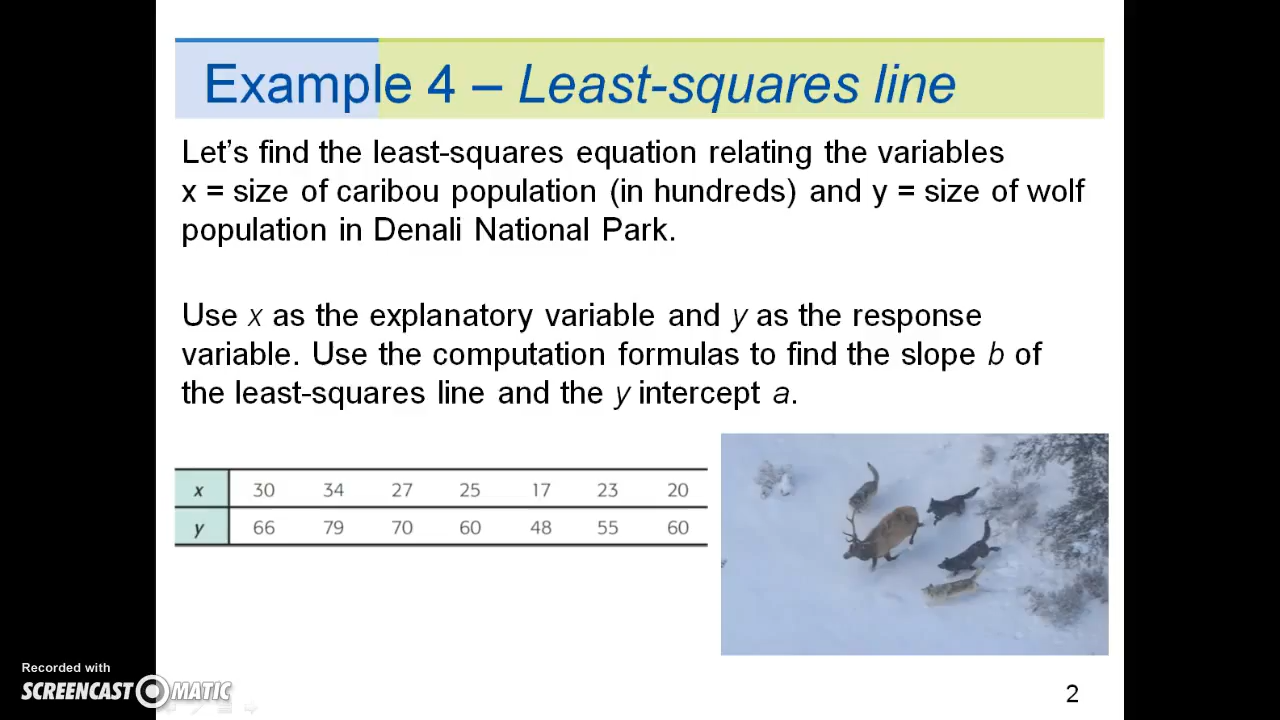 Example 4 – Least-squares line
Let’s find the least-squares equation relating the variables
x = size of caribou population (in hundreds) and y = size of wolf
population in Denali National Park.
Use x as the explanatory variable and y as the response
variable. Use the computation formulas to find the slope b of
the least-squares line and the y intercept a.
x 30 34 27 25 17 23 20
y 66 79 70 60 48 55 60
Recorded with
SCREENCAST MATIC
2